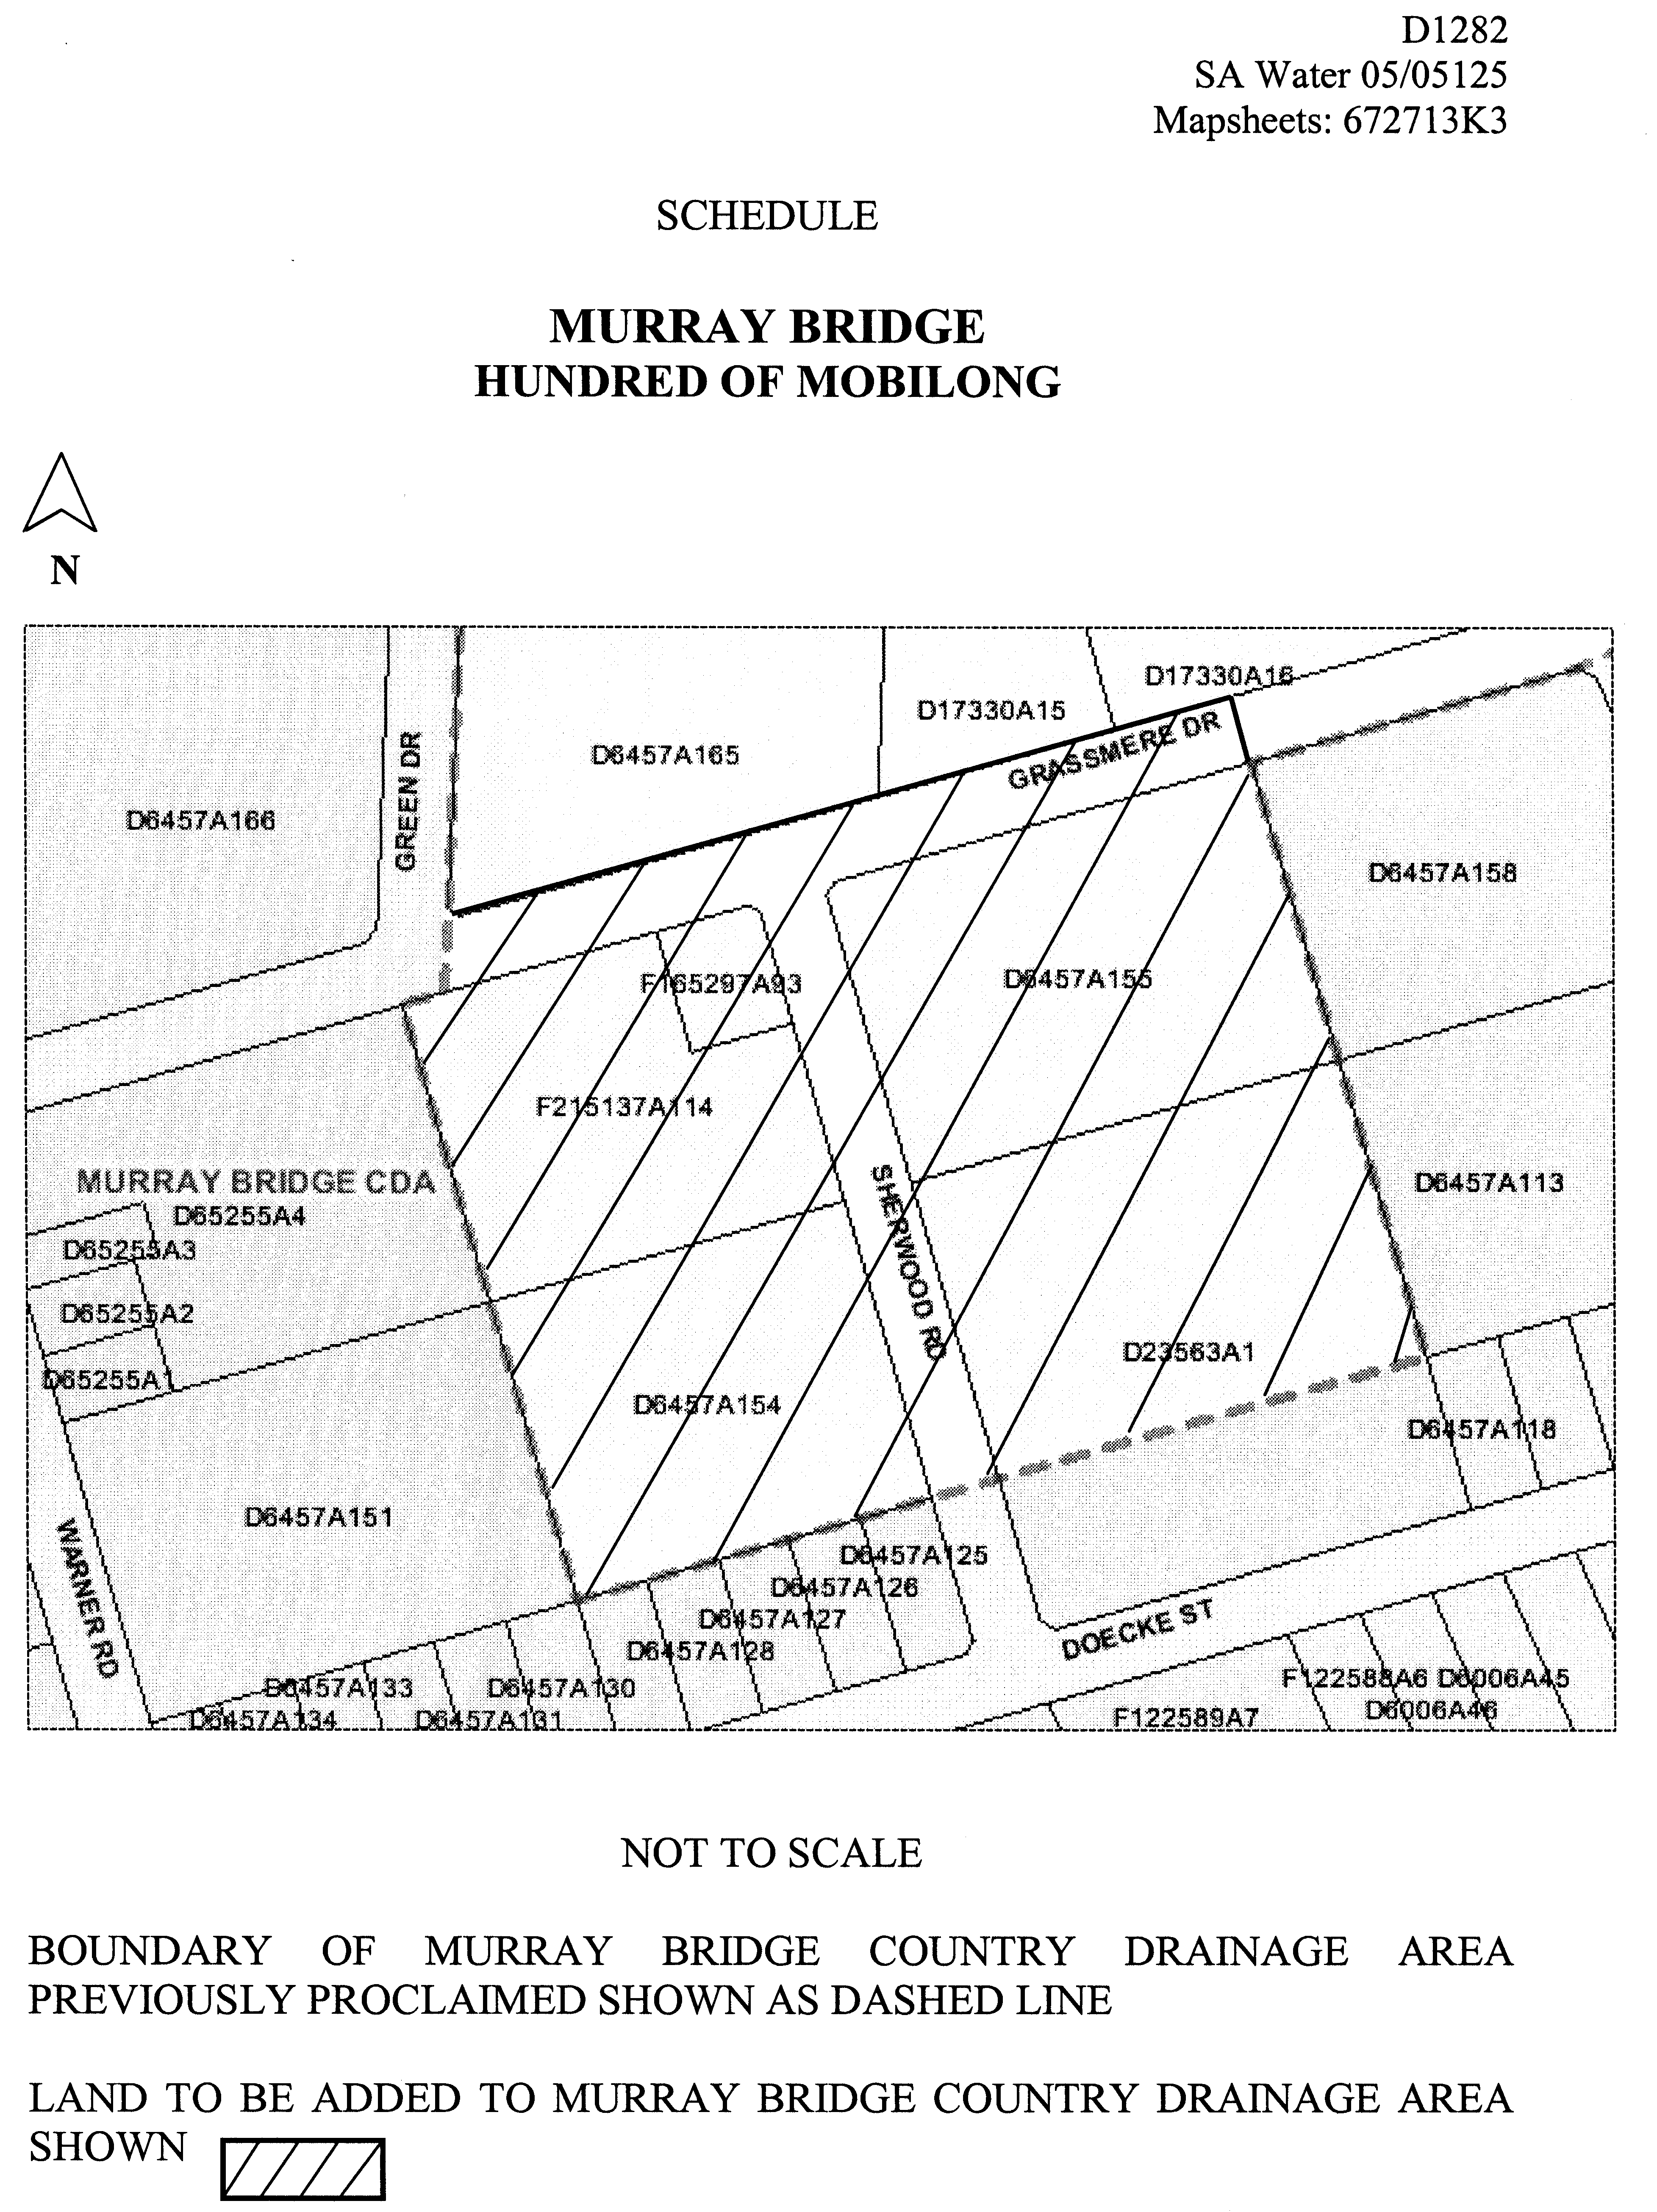 D1282
SA Water 05/05125
Mapsheets: 672713K3
SCHEDULE
MURRAY BRIDGE
HUNDRED OF MOBILONG
N
D17330A16
D17330A15
GRASSMERE DR
D6457A165
GREEN DR
D6457A166
D6457A158
F165297A93
D6457A155
F215137A114
MURRAY BRIDGE CDA
D65255A4
D65255A3
D65255A2
D65255A1
SHERWOOD RD
D6457A113
D23563A1
D6457A154
D6457A118
D6457A151
WARNER RD
D6457A125
D6457A126
D6457A127
D6457A128
DOECKE ST
D6457A133
D6457A130
D6457A134
D6457A131
F122588A6 D6006A45
D6006A46
F122589A7
NOT TO SCALE
BOUNDARY OF MURRAY BRIDGE COUNTRY DRAINAGE AREA
PREVIOUSLY PROCLAIMED SHOWN AS DASHED LINE
LAND TO BE ADDED TO MURRAY BRIDGE COUNTRY DRAINAGE AREA
SHOWN